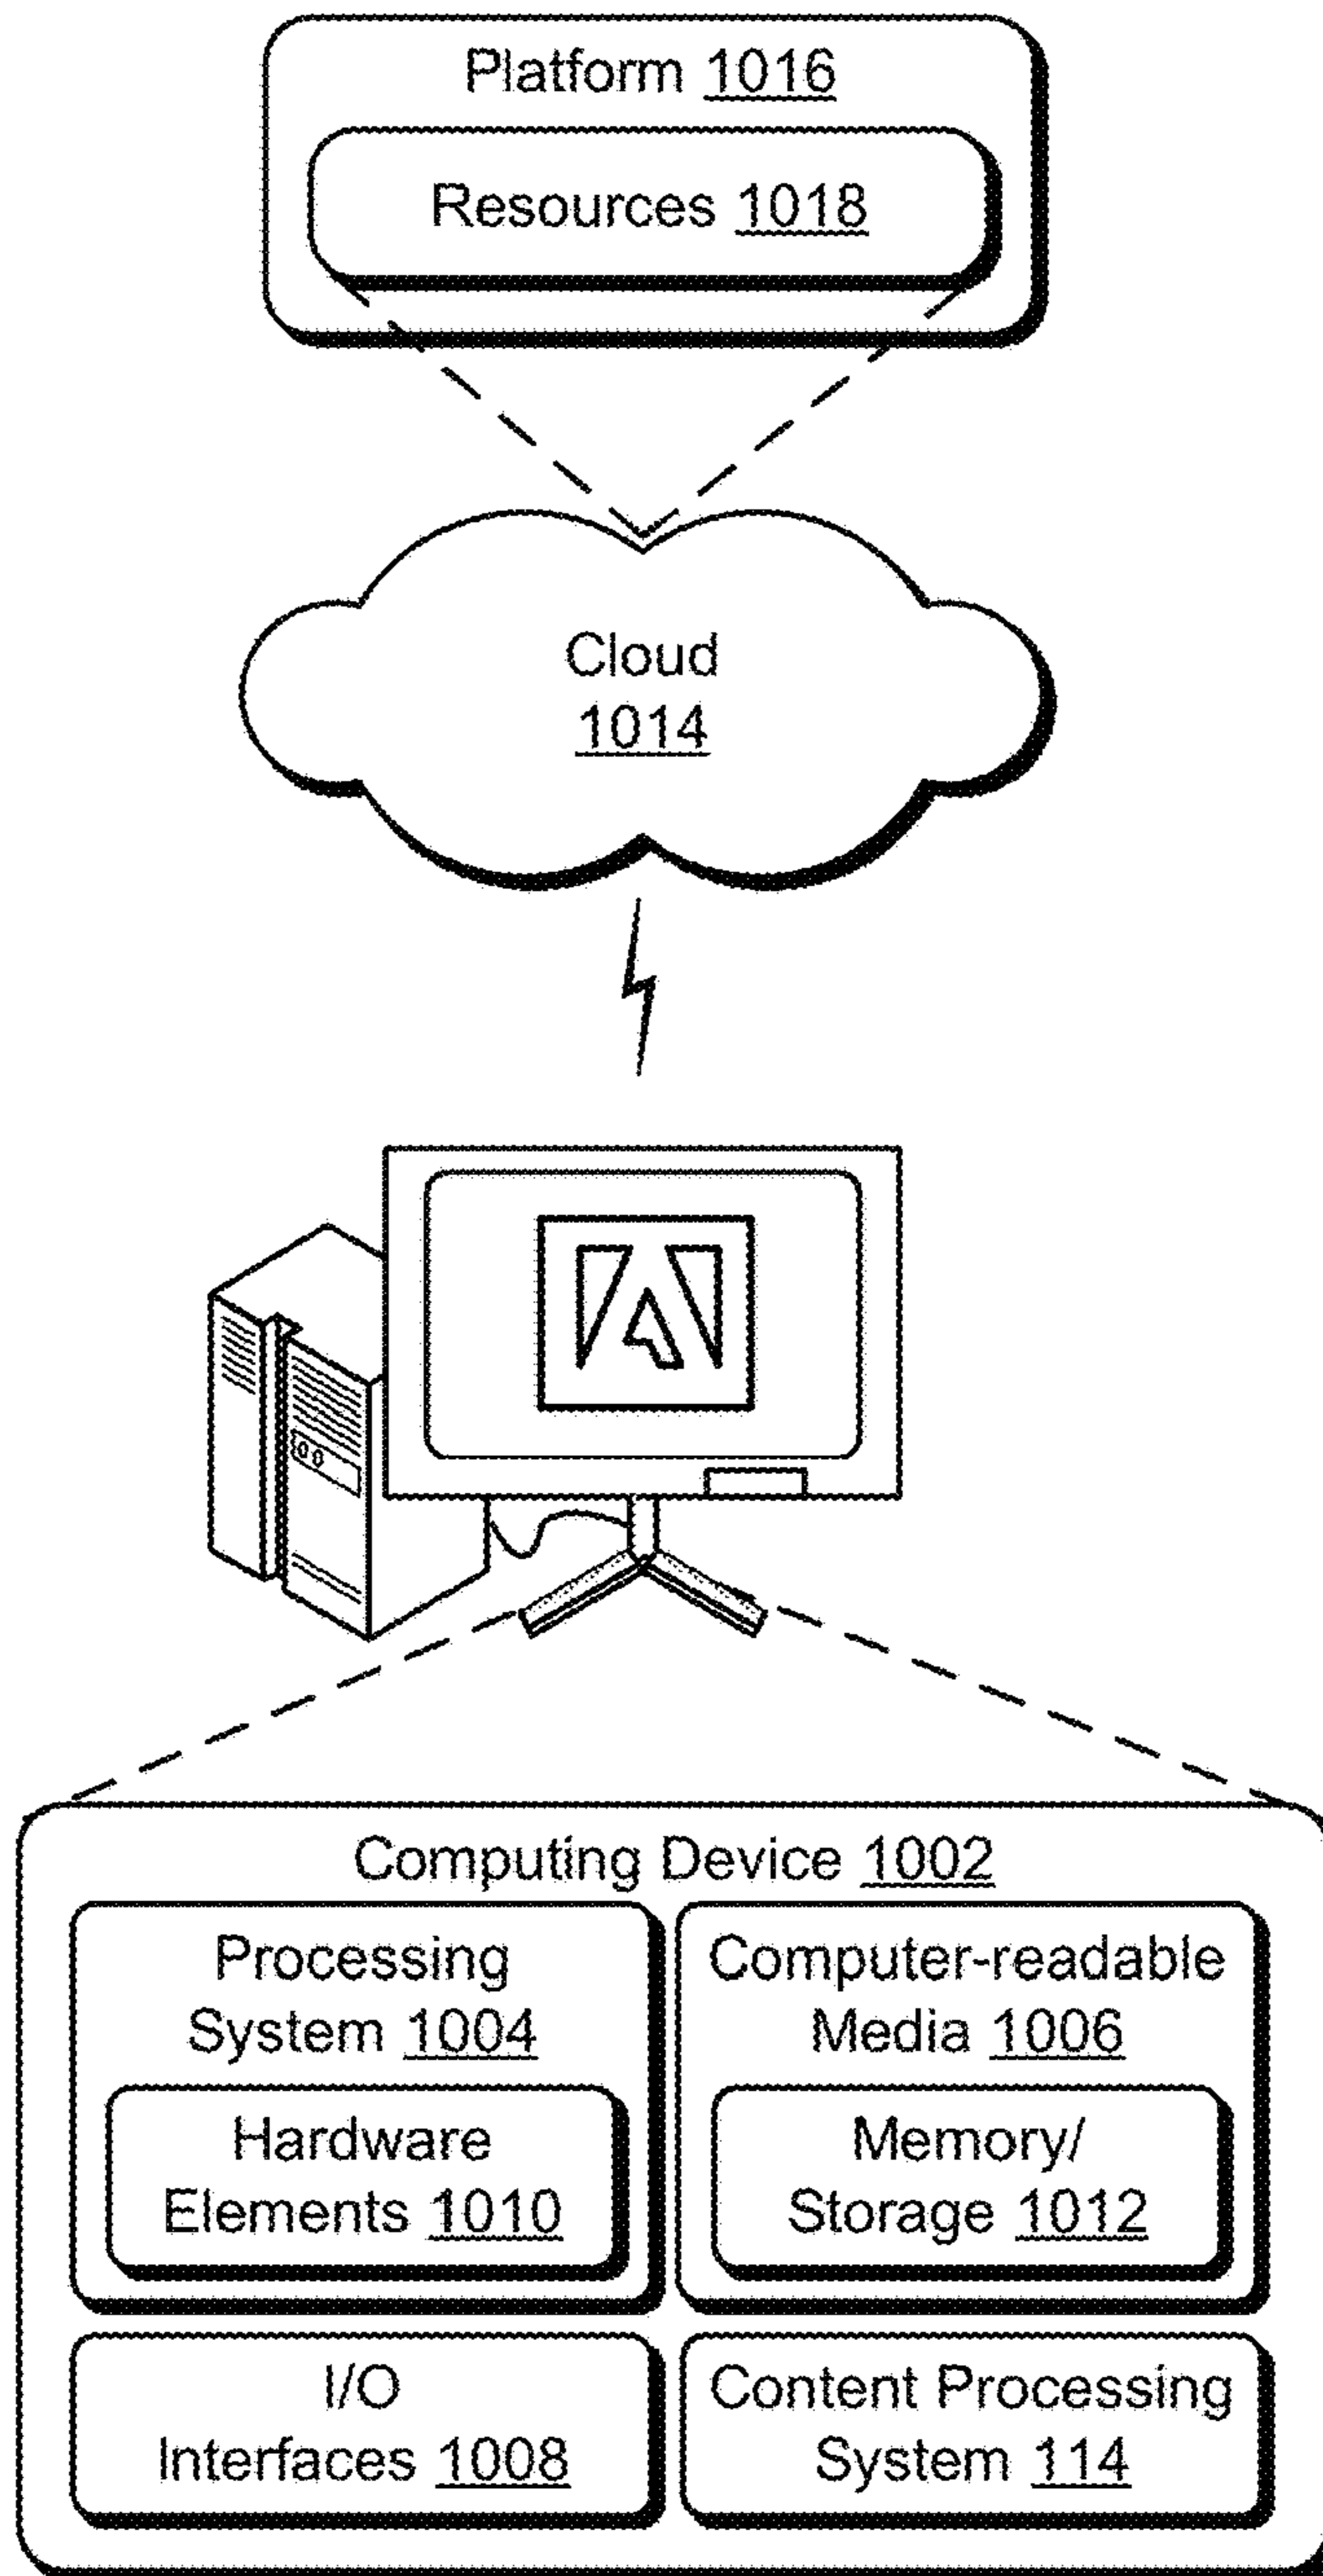 Platform 1016
Resources 1018
Cloud
1014
Computing Device 1002
Processing
System 1004
Hardware
Elements 1010
Computer-readable
Media 1006
Memory/
Storage 1012
I/O
Interfaces 1008
Content Processing
System 114